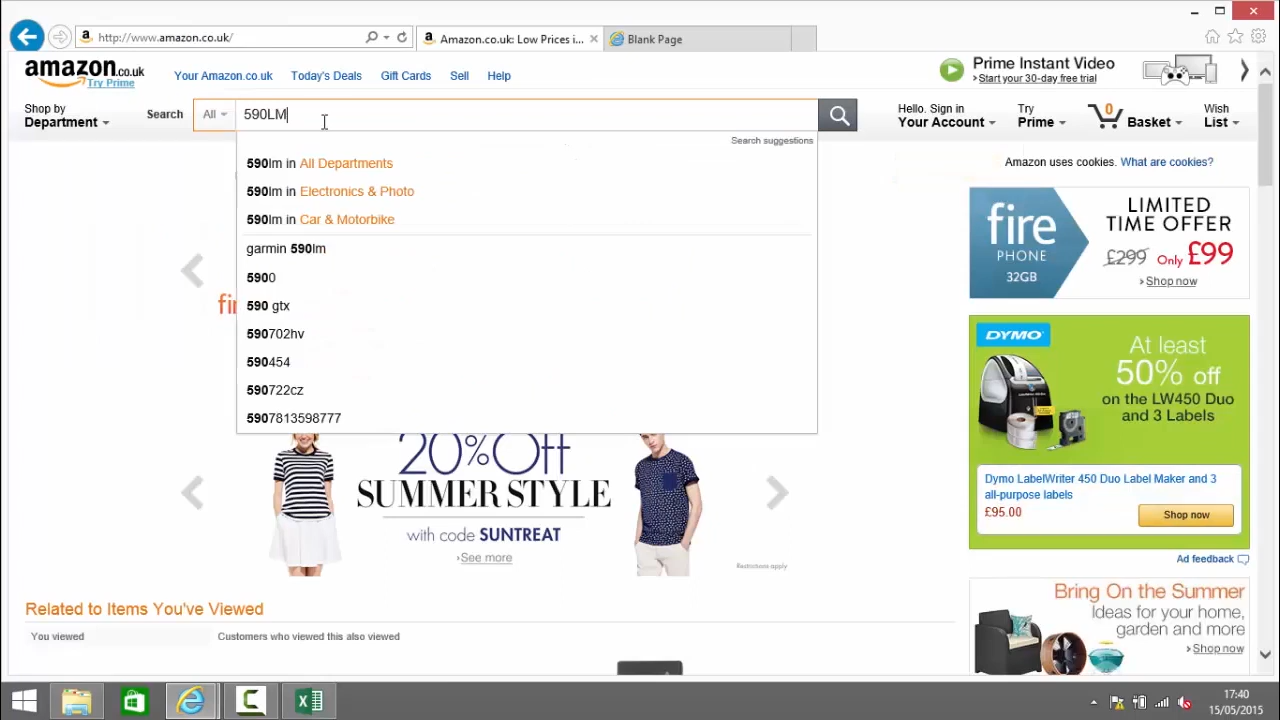 http://www.amazon.co.uk/
Amazon.co.uk: Low Prices i...
Blank Page
amazon.co.uk
Try Prime
Your Amazon.co.uk
Today's Deals
Gift Cards
Sell
Help
Prime Instant Video
›Start your 30-day free trial
Shop by
Department
Search
All
590LM
Hello. Sign in
Your Account
Try
Prime
0
Basket
Wish
List
Search suggestions
590lm in All Departments
590lm in Electronics & Photo
590lm in Car & Motorbike
garmin 590lm
5900
590 gtx
590702hv
590454
590722cz
5907813598777
Amazon uses cookies. What are cookies?
fire
PHONE
32GB
LIMITED
TIME OFFER
£299 Only £99
›Shop now
DYMO
At least
50% off
on the LW450 Duo
and 3 Labels
Dymo LabelWriter 450 Duo Label Maker and 3
all-purpose labels
£95.00
Shop now
Ad feedback
20%Off
SUMMER STYLE
with code SUNTREAT
›See more
Restrictions apply
Related to Items You've Viewed
You viewed
Customers who viewed this also viewed
Bring On the Summer
Ideas for your home,
garden and more
›Shop now
17:40
15/05/2015